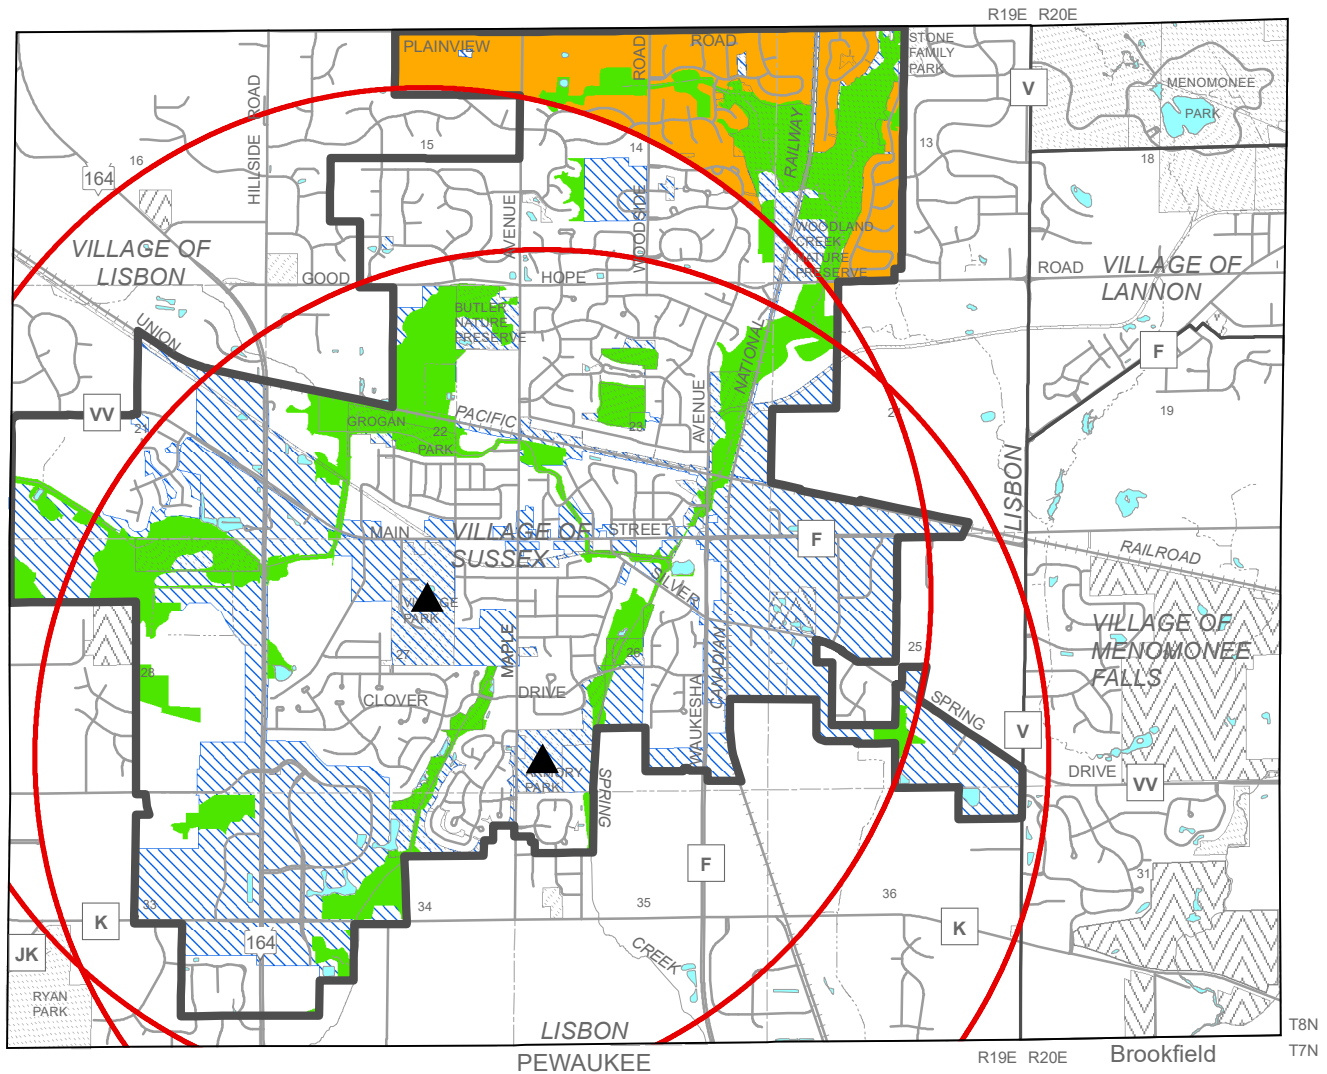 R19E R20E
PLAINVIEW
ROAD
ROAD
STONE
FAMILY
PARK
V
MENOMONEE
PARK
HILLSIDE ROAD
16
15
14
13
18
RAILWAY
164
AVENUE
WOODSIDE
WOODLAND
CREEK
NATURE
PRESERVE
VILLAGE OF
LISBON
GOOD
HOPE
ROAD
VILLAGE OF
LANNON
BUTLER
NATURE
PRESERVE
UNION
NATIONAL
F
VV
21
GROGAN
22
PARK
PACIFIC
23
AVENUE
24
19
LISBON
MAIN
VILLAGE OF
SUSSEX
STREET
F
RAILROAD
SILVER
VILLAGE
PARK
VILLAGE OF
MENOMONEE
FALLS
28
27
MAPLE
26
25
CANADIAN
CLOVER
DRIVE
WAUKESHA
SPRING
V
ARMORY
PARK
SPRING
DRIVE
VV
F
31
33
34
35
36
K
K
164
JK
CREEK
RYAN
PARK
LISBON
T8N
PEWAUKEE
R19E R20E
Brookfield
T7N